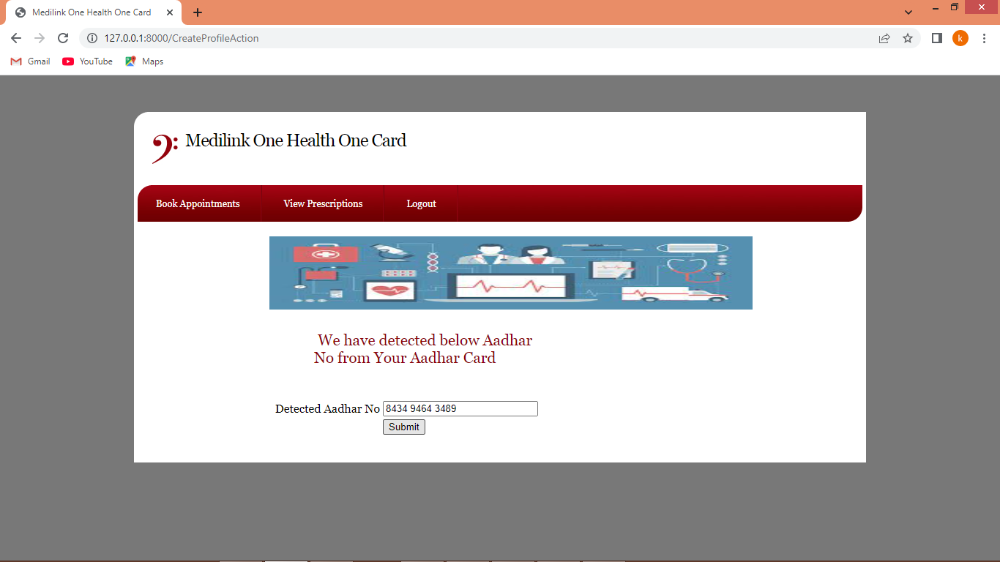 Medilink One Health One Card
127.0.0.1:8000/CreateProfileAction
k
Gmail YouTube Maps
Medilink One Health One Card
Book Appointments View Prescriptions Logout
We have detected below Aadhar
No from Your Aadhar Card
Detected Aadhar No 8434 9464 3489
Submit